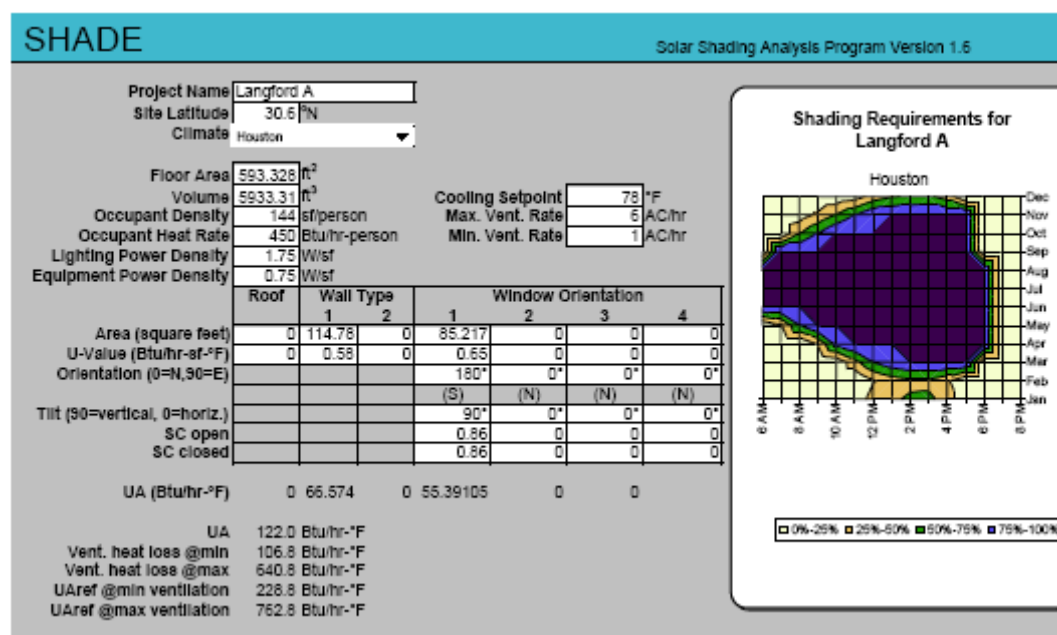 SHADE
Solar Shading Analysis Program Version 1.6
Project Name Langford A
Site Latitude 30.6 °N
Climate Houston
Floor Area 593.328 ft²
Volume 5933.31 ft³
Occupant Density 144 sf/person
Occupant Heat Rate 450 Btu/hr-person
Lighting Power Density 1.75 W/sf
Equipment Power Density 0.75 W/sf
Cooling Setpoint 78 °F
Max. Vent. Rate 6 AC/hr
Min. Vent. Rate 1 AC/hr
Roof Wall Type Window Orientation
1 2 1 2 3 4
Area (square feet) 0 114.78 0 85.217 0 0 0
U-Value (Btu/hr-sf-°F) 0 0.58 0 0.65 0 0 0
Orientation (0=N,90=E) 180° 0° 0° 0°
(S) (N) (N) (N)
Tilt (90=vertical, 0=horiz.) 90° 0° 0° 0°
SC open 0.86 0 0 0
SC closed 0.86 0 0 0
UA (Btu/hr-°F) 0 66.574 0 55.39105 0 0
UA 122.0 Btu/hr-°F
Vent. heat loss @min 106.8 Btu/hr-°F
Vent. heat loss @max 640.8 Btu/hr-°F
UAref @min ventilation 228.8 Btu/hr-°F
UAref @max ventilation 762.8 Btu/hr-°F
Shading Requirements for
Langford A
Houston
Dec
Nov
Oct
Sep
Aug
Jul
Jun
May
Apr
Mar
Feb
Jan
6 AM 8 AM 10 AM 12 PM 2 PM 4 PM 6 PM 8 PM
0%-25% 25%-50% 50%-75% 75%-100%